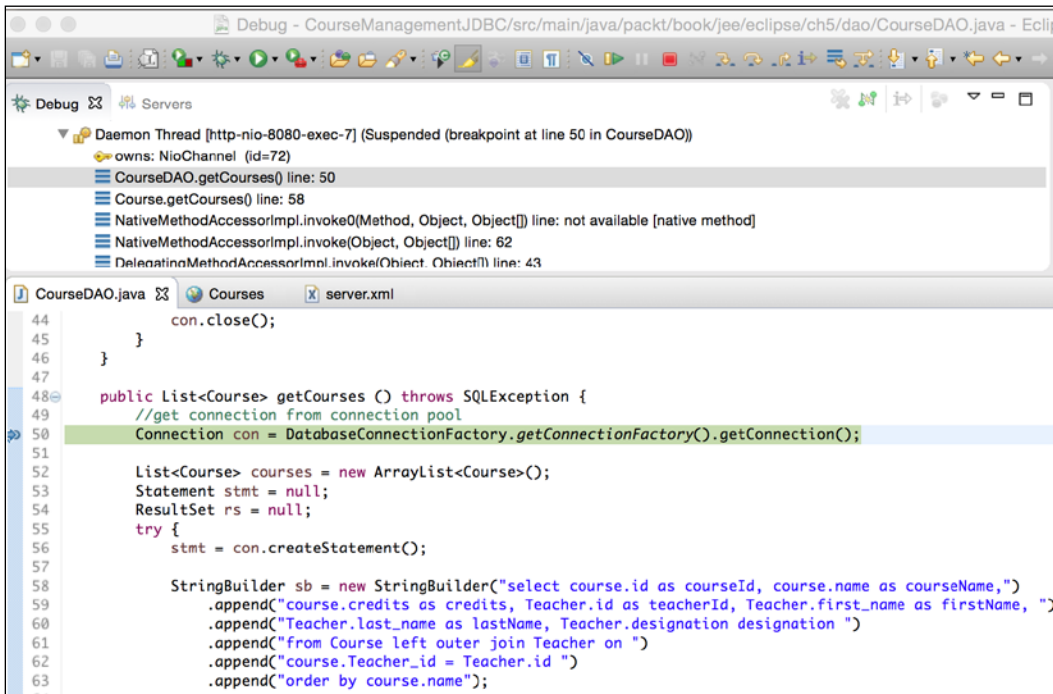 Debug - CourseManagementJDBC/src/main/java/packt/book/jee/eclipse/ch5/dao/CourseDAO.java - Ecli
Debug Servers
Daemon Thread [http-nio-8080-exec-7] (Suspended (breakpoint at line 50 in CourseDAO))
owns: NioChannel (id=72)
CourseDAO.getCourses() line: 50
Course.getCourses() line: 58
NativeMethodAccessorImpl.invoke0(Method, Object, Object[]) line: not available [native method]
NativeMethodAccessorImpl.invoke(Object, Object[]) line: 62
DelegatingMethodAccessorImpl.invoke(Object, Object[]) line: 43
CourseDAO.java Courses server.xml
44 con.close();
45 }
46 }
47
48 public List<Course> getCourses () throws SQLException {
49 //get connection from connection pool
50 Connection con = DatabaseConnectionFactory.getConnectionFactory().getConnection();
51
52 List<Course> courses = new ArrayList<Course>();
53 Statement stmt = null;
54 ResultSet rs = null;
55 try {
56 stmt = con.createStatement();
57
58 StringBuilder sb = new StringBuilder("select course.id as courseId, course.name as courseName,")
59 .append("course.credits as credits, Teacher.id as teacherId, Teacher.first_name as firstName, ")
60 .append("Teacher.last_name as lastName, Teacher.designation designation ")
61 .append("from Course left outer join Teacher on ")
62 .append("course.Teacher_id = Teacher.id ")
63 .append("order by course.name");